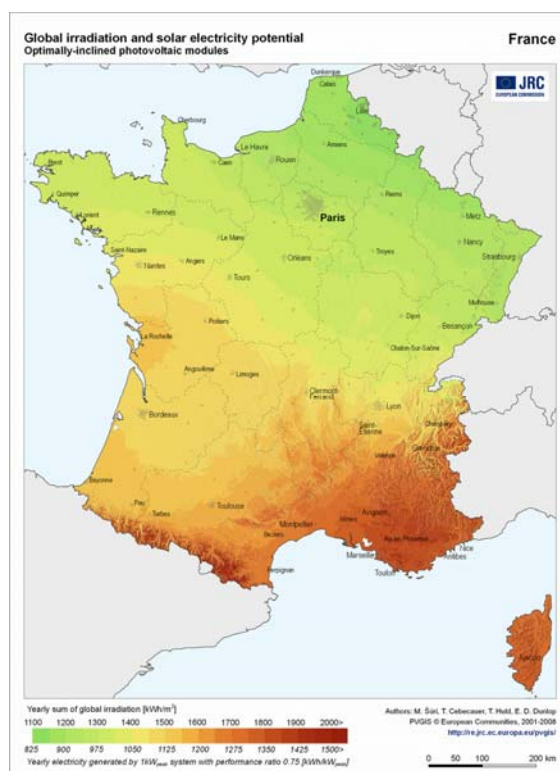 Global irradiation and solar electricity potential
Optimally-inclined photovoltaic modules
France
JRC
EUROPEAN COMMISSION
Dunkerque
Calais
Lille
Cherbourg
Amiens
Le Havre
Rouen
Caen
Reims
Metz
Paris
Brest
Nancy
Strasbourg
Quimper
Lorient
Rennes
Le Mans
Troyes
Orléans
Saint-Nazaire
Angers
Nantes
Tours
Mulhouse
Dijon
Besançon
Poitiers
La Rochelle
Chalon-Sur-Saône
Angoulême
Limoges
Clermont-Ferrand
Lyon
Chambéry
Saint-Etienne
Grenoble
Bordeaux
Valence
Bayonne
Pau
Tarbes
Toulouse
Montpellier
Nîmes
Avignon
Aix-en-Provence
Nice
Antibes
Béziers
Marseille
Toulon
Perpignan
Ajaccio
Yearly sum of global irradiation [kWh/m²]
1100 1200 1300 1400 1500 1600 1700 1800 1900 2000>
825 900 975 1050 1125 1200 1275 1350 1425 1500>
Yearly electricity generated by 1kWpeak system with performance ratio 0.75 [kWh/kWpeak]
Authors: M. Šúri, T. Cebecauer, T. Huld, E. D. Dunlop
PVGIS © European Communities, 2001-2008
http://re.jrc.ec.europa.eu/pvgis/
0 50 100 200 km